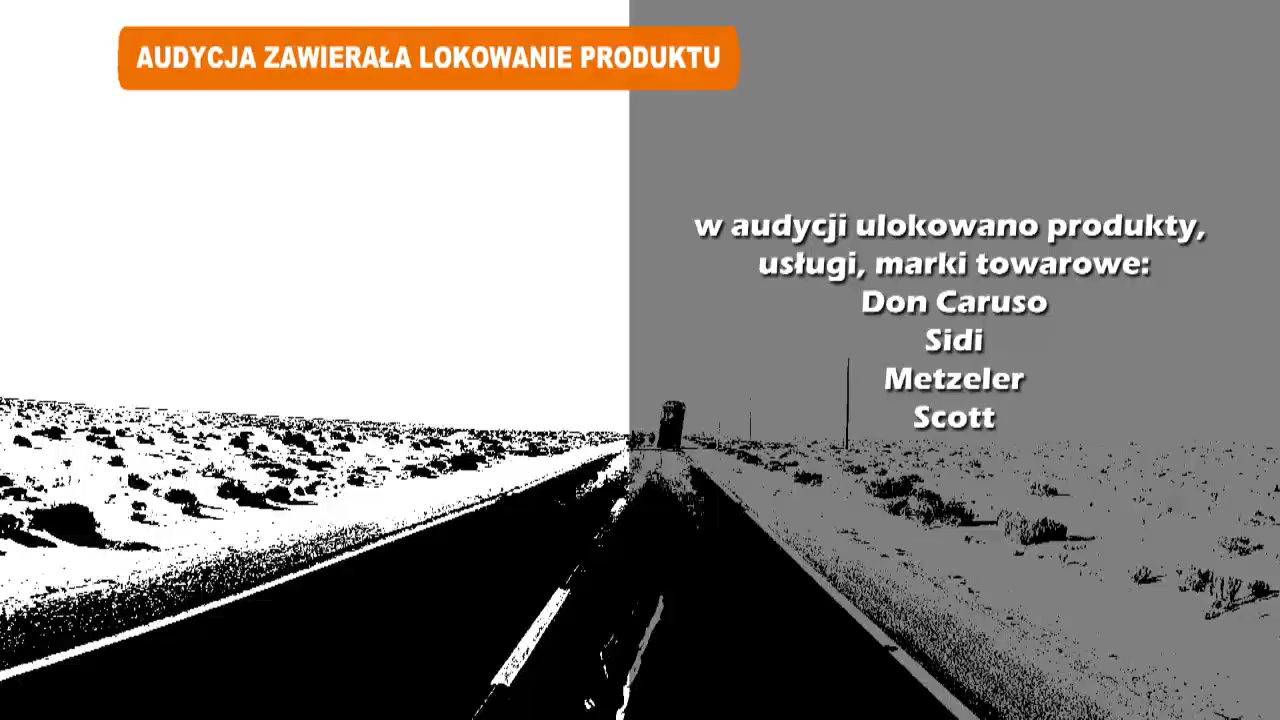 AUDYCJA ZAWIERAŁA LOKOWANIE PRODUKTU
w audycji ulokowano produkty,
usługi, marki towarowe:
Don Caruso
Sidi
Metzeler
Scott